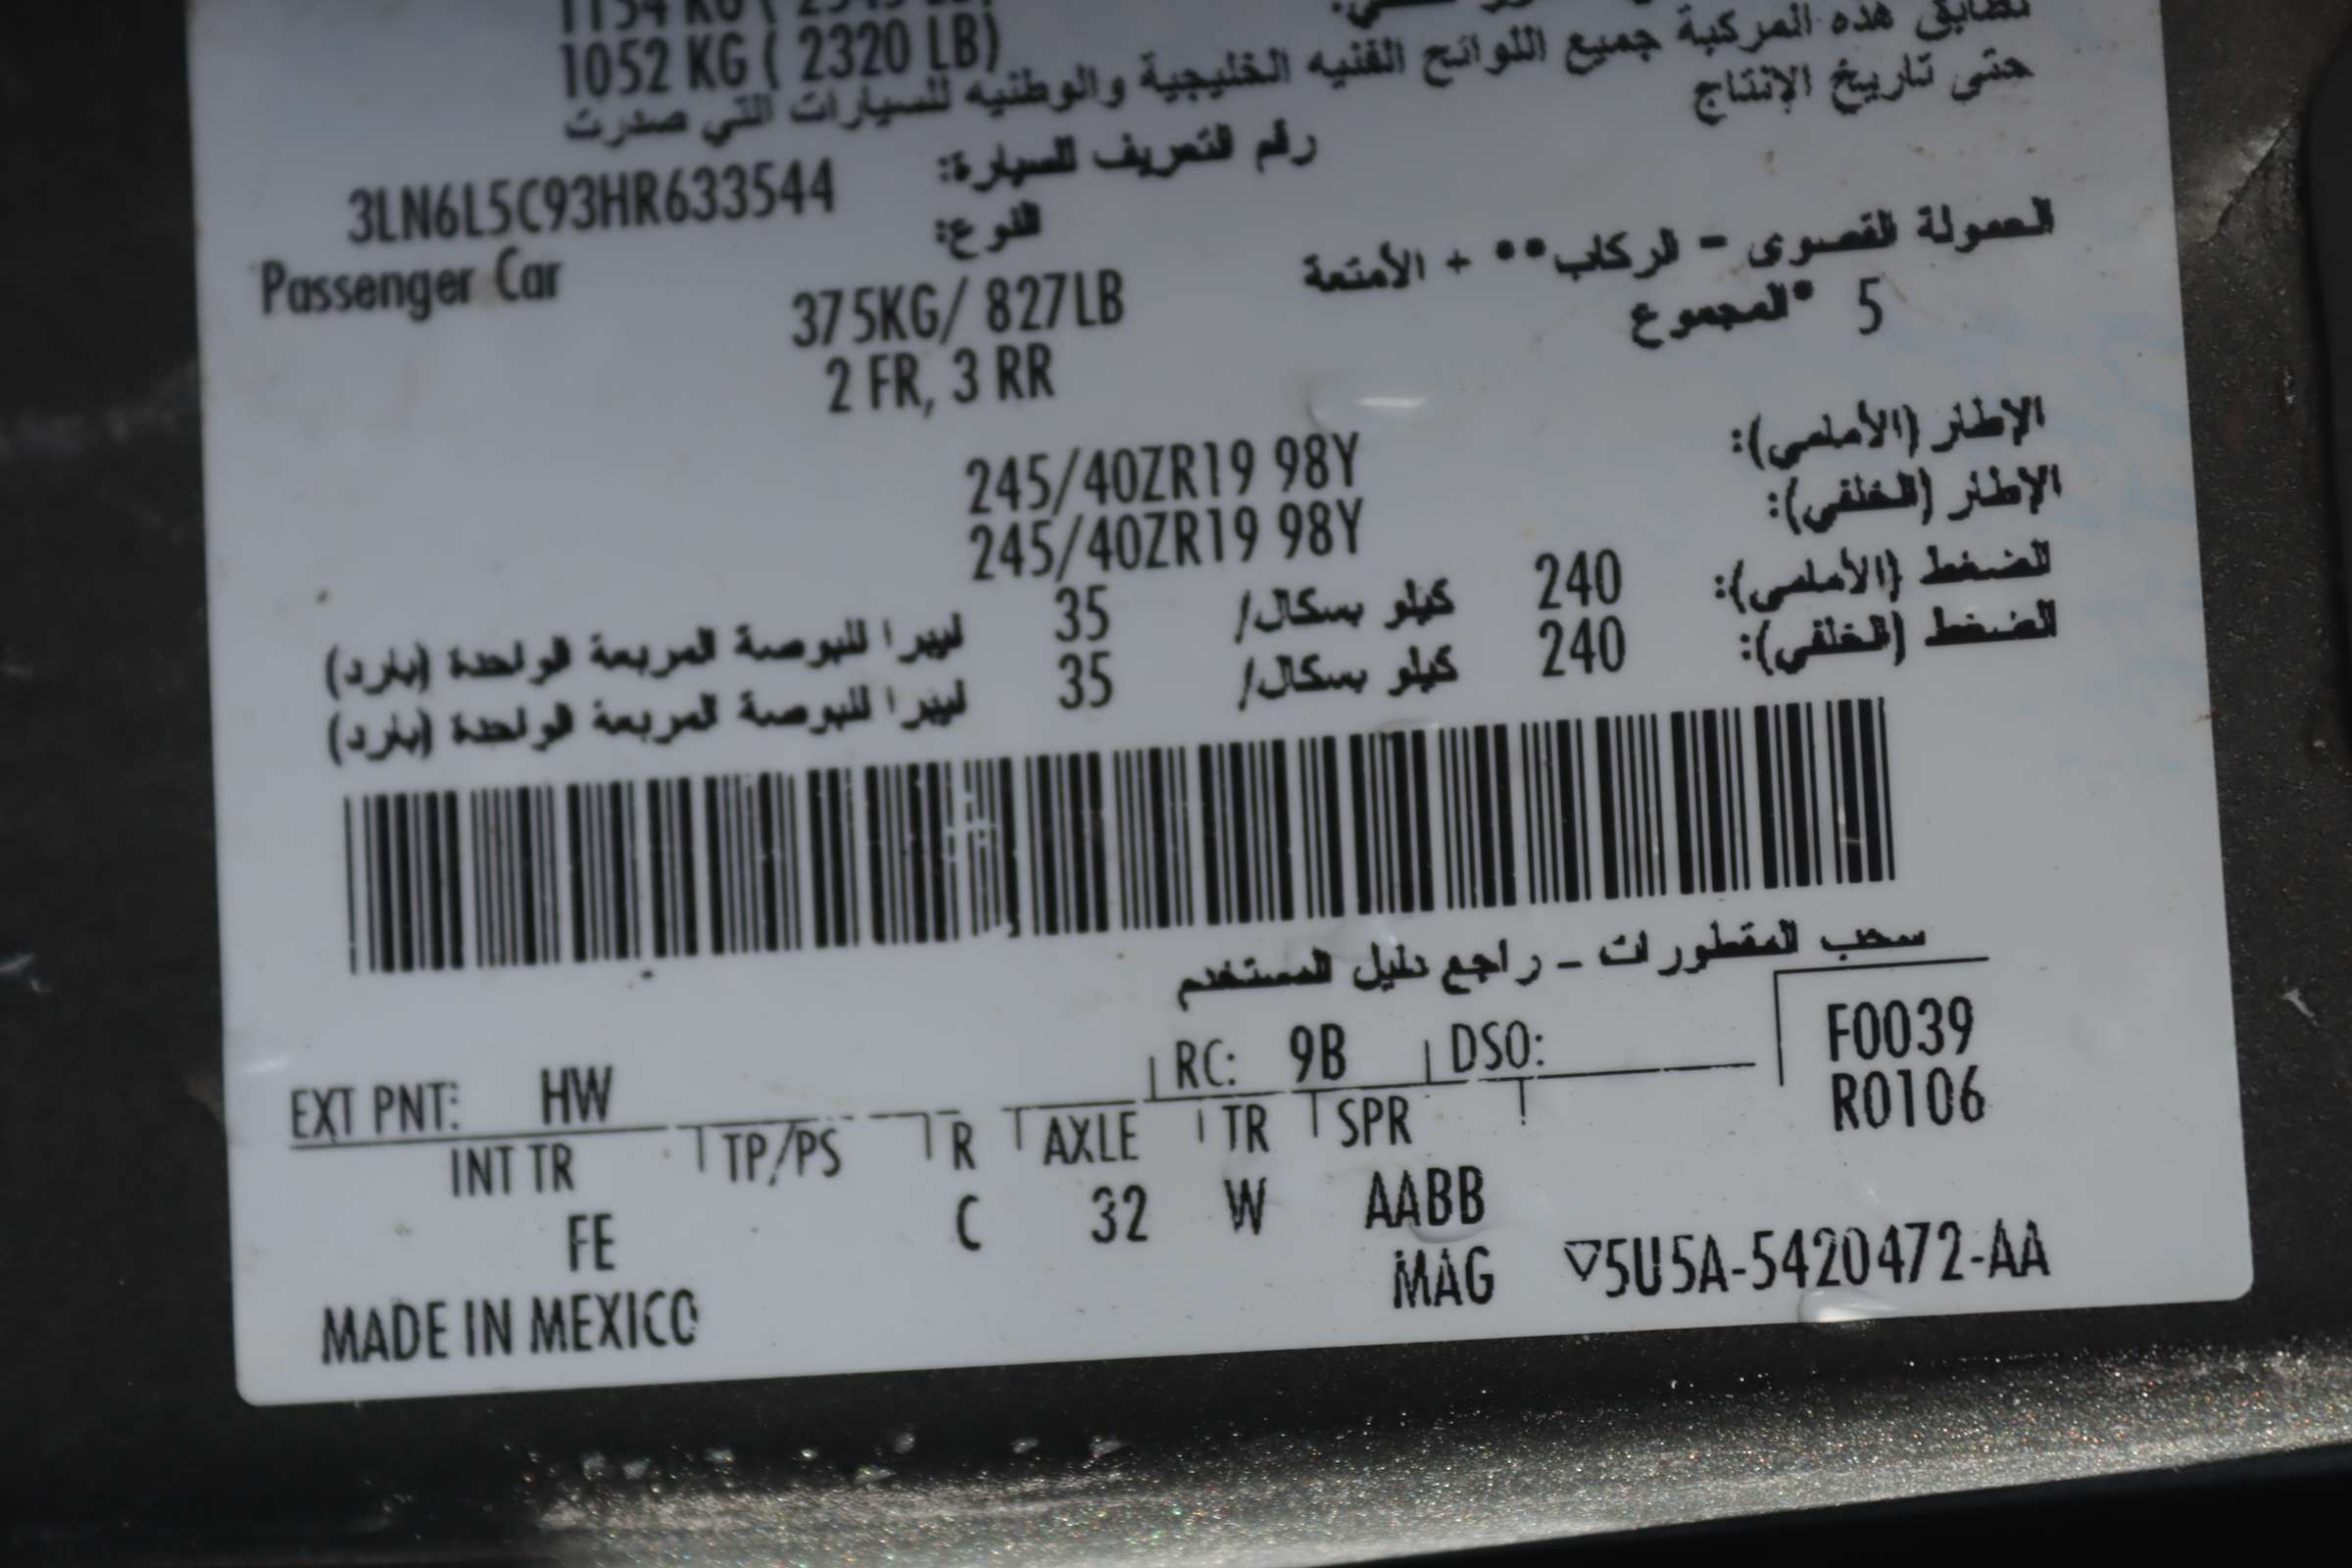 1154 KG (
1052 KG ( 2320 LB)
تطابق هذه المركبة جميع اللوائح الفنيه الخليجية والوطنيه للسيارات التي صدرت
حتى تاريخ الإنتاج
رقم التعريف للسيارة: 3LN6L5C93HR633544
النوع: Passenger Car
الحمولة القصوى - الركاب** + الأمتعة 375KG/ 827LB
5 *المجموع 2 FR, 3 RR
الإطار (الأمامي): 245/40ZR19 98Y
الإطار (الخلفي): 245/40ZR19 98Y
الضغط (الأمامي): 240 كيلو بسكال/ 35 ليبرا للبوصة المربعة الواحدة (بارد)
الضغط (الخلفي): 240 كيلو بسكال/ 35 ليبرا للبوصة المربعة الواحدة (بارد)
سحب المقطورات - راجع دليل المستخدم
EXT PNT: HW RC: 9B DSO: F0039
R0106
INT TR TP/PS R AXLE TR SPR
FE C 32 W AABB
MADE IN MEXICO MAG ▽5U5A-5420472-AA